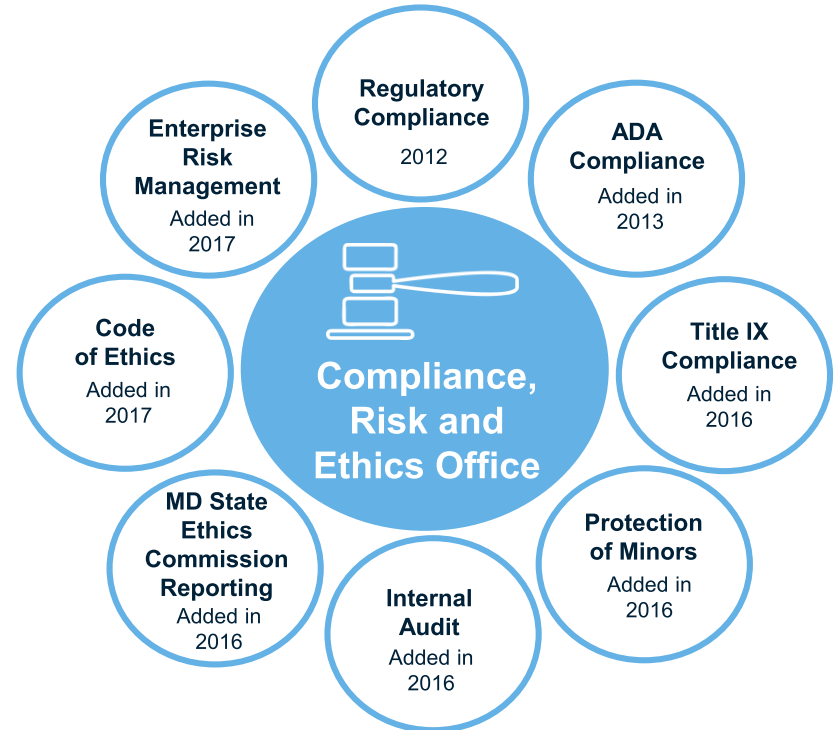 Regulatory
Compliance
2012
ADA
Compliance
Added in
2013
Title IX
Compliance
Added in
2016
Protection
of Minors
Added in
2016
Internal
Audit
Added in
2016
MD State
Ethics
Commission
Reporting
Added in
2016
Code
of Ethics
Added in
2017
Enterprise
Risk
Management
Added in
2017
Compliance,
Risk and
Ethics Office